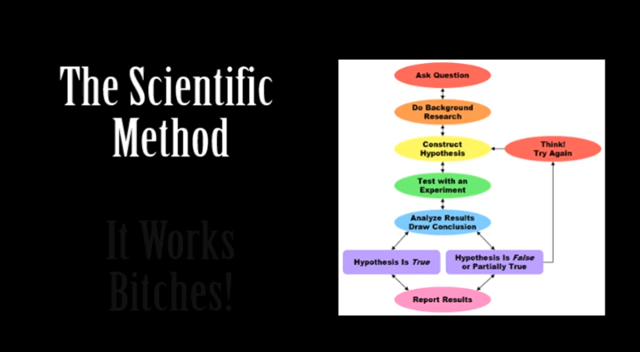 The Scientific
Method
It Works
Bitches!
Ask Question
Do Background
Research
Construct
Hypothesis
Think!
Try Again
Test with an
Experiment
Analyze Results
Draw Conclusion
Hypothesis Is True
Hypothesis Is False
or Partially True
Report Results